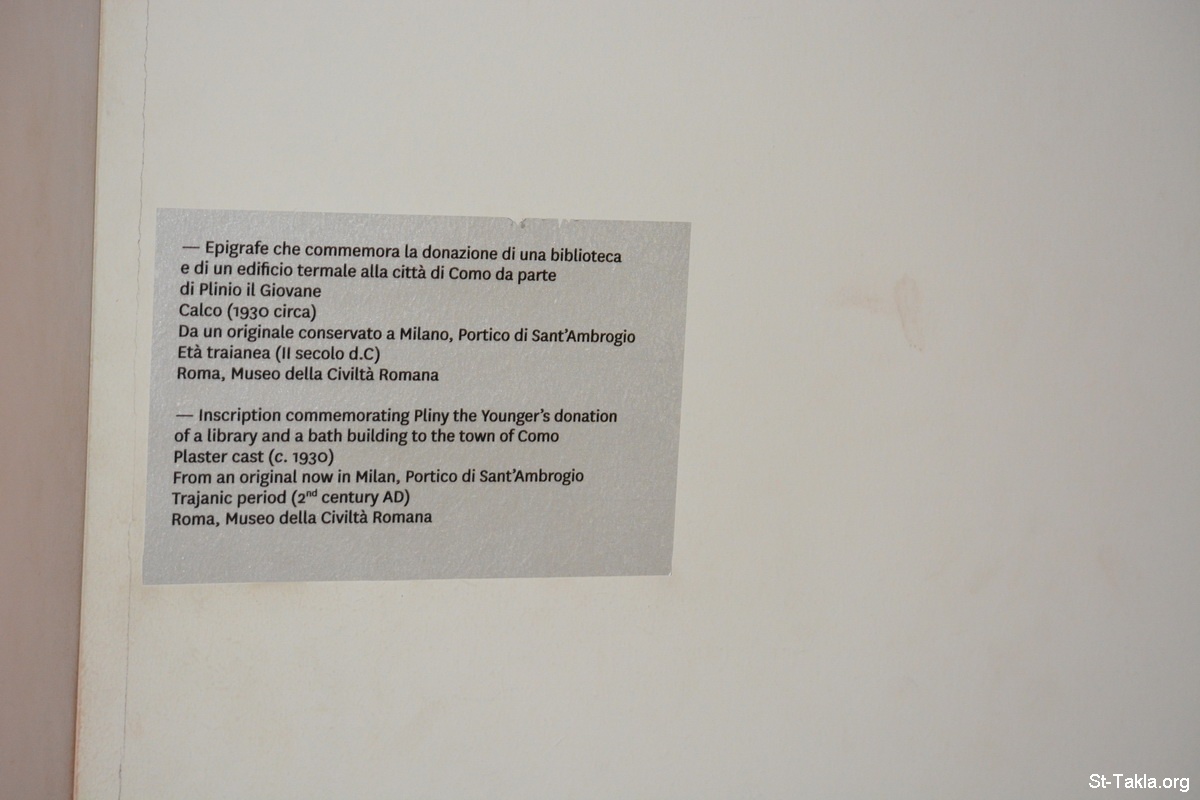 — Epigrafe che commemora la donazione di una biblioteca
e di un edificio termale alla città di Como da parte
di Plinio il Giovane
Calco (1930 circa)
Da un originale conservato a Milano, Portico di Sant'Ambrogio
Età traianea (II secolo d.C)
Roma, Museo della Civiltà Romana
— Inscription commemorating Pliny the Younger's donation
of a library and a bath building to the town of Como
Plaster cast (c. 1930)
From an original now in Milan, Portico di Sant'Ambrogio
Trajanic period (2nd century AD)
Roma, Museo della Civiltà Romana
St-Takla.org